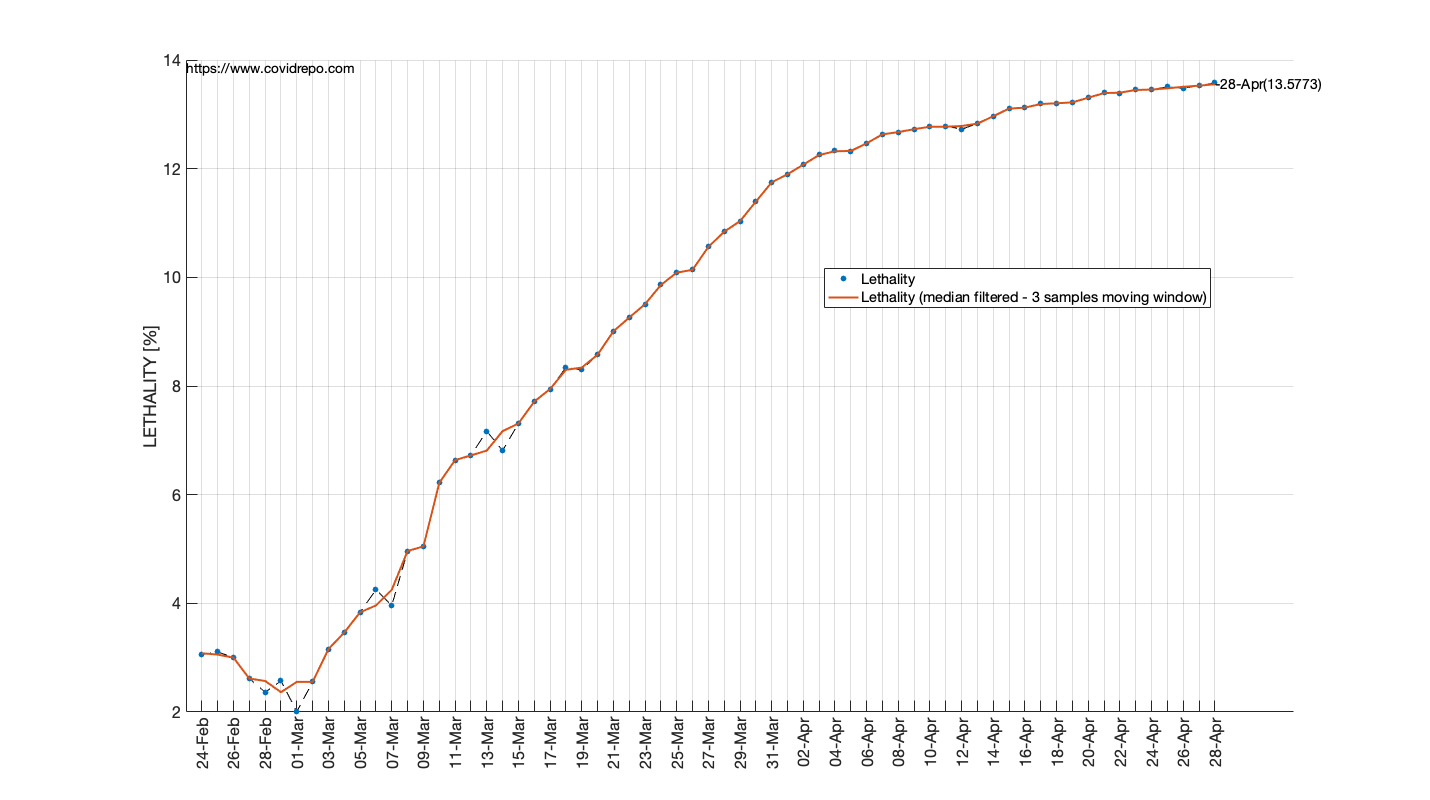 14
https://www.covidrepo.com
28-Apr(13.5773)
12
10
Lethality
Lethality (median filtered - 3 samples moving window)
LETHALITY [%]
8
6
4
2
24-Feb
26-Feb
28-Feb
01-Mar
03-Mar
05-Mar
07-Mar
09-Mar
11-Mar
13-Mar
15-Mar
17-Mar
19-Mar
21-Mar
23-Mar
25-Mar
27-Mar
29-Mar
31-Mar
02-Apr
04-Apr
06-Apr
08-Apr
10-Apr
12-Apr
14-Apr
16-Apr
18-Apr
20-Apr
22-Apr
24-Apr
26-Apr
28-Apr